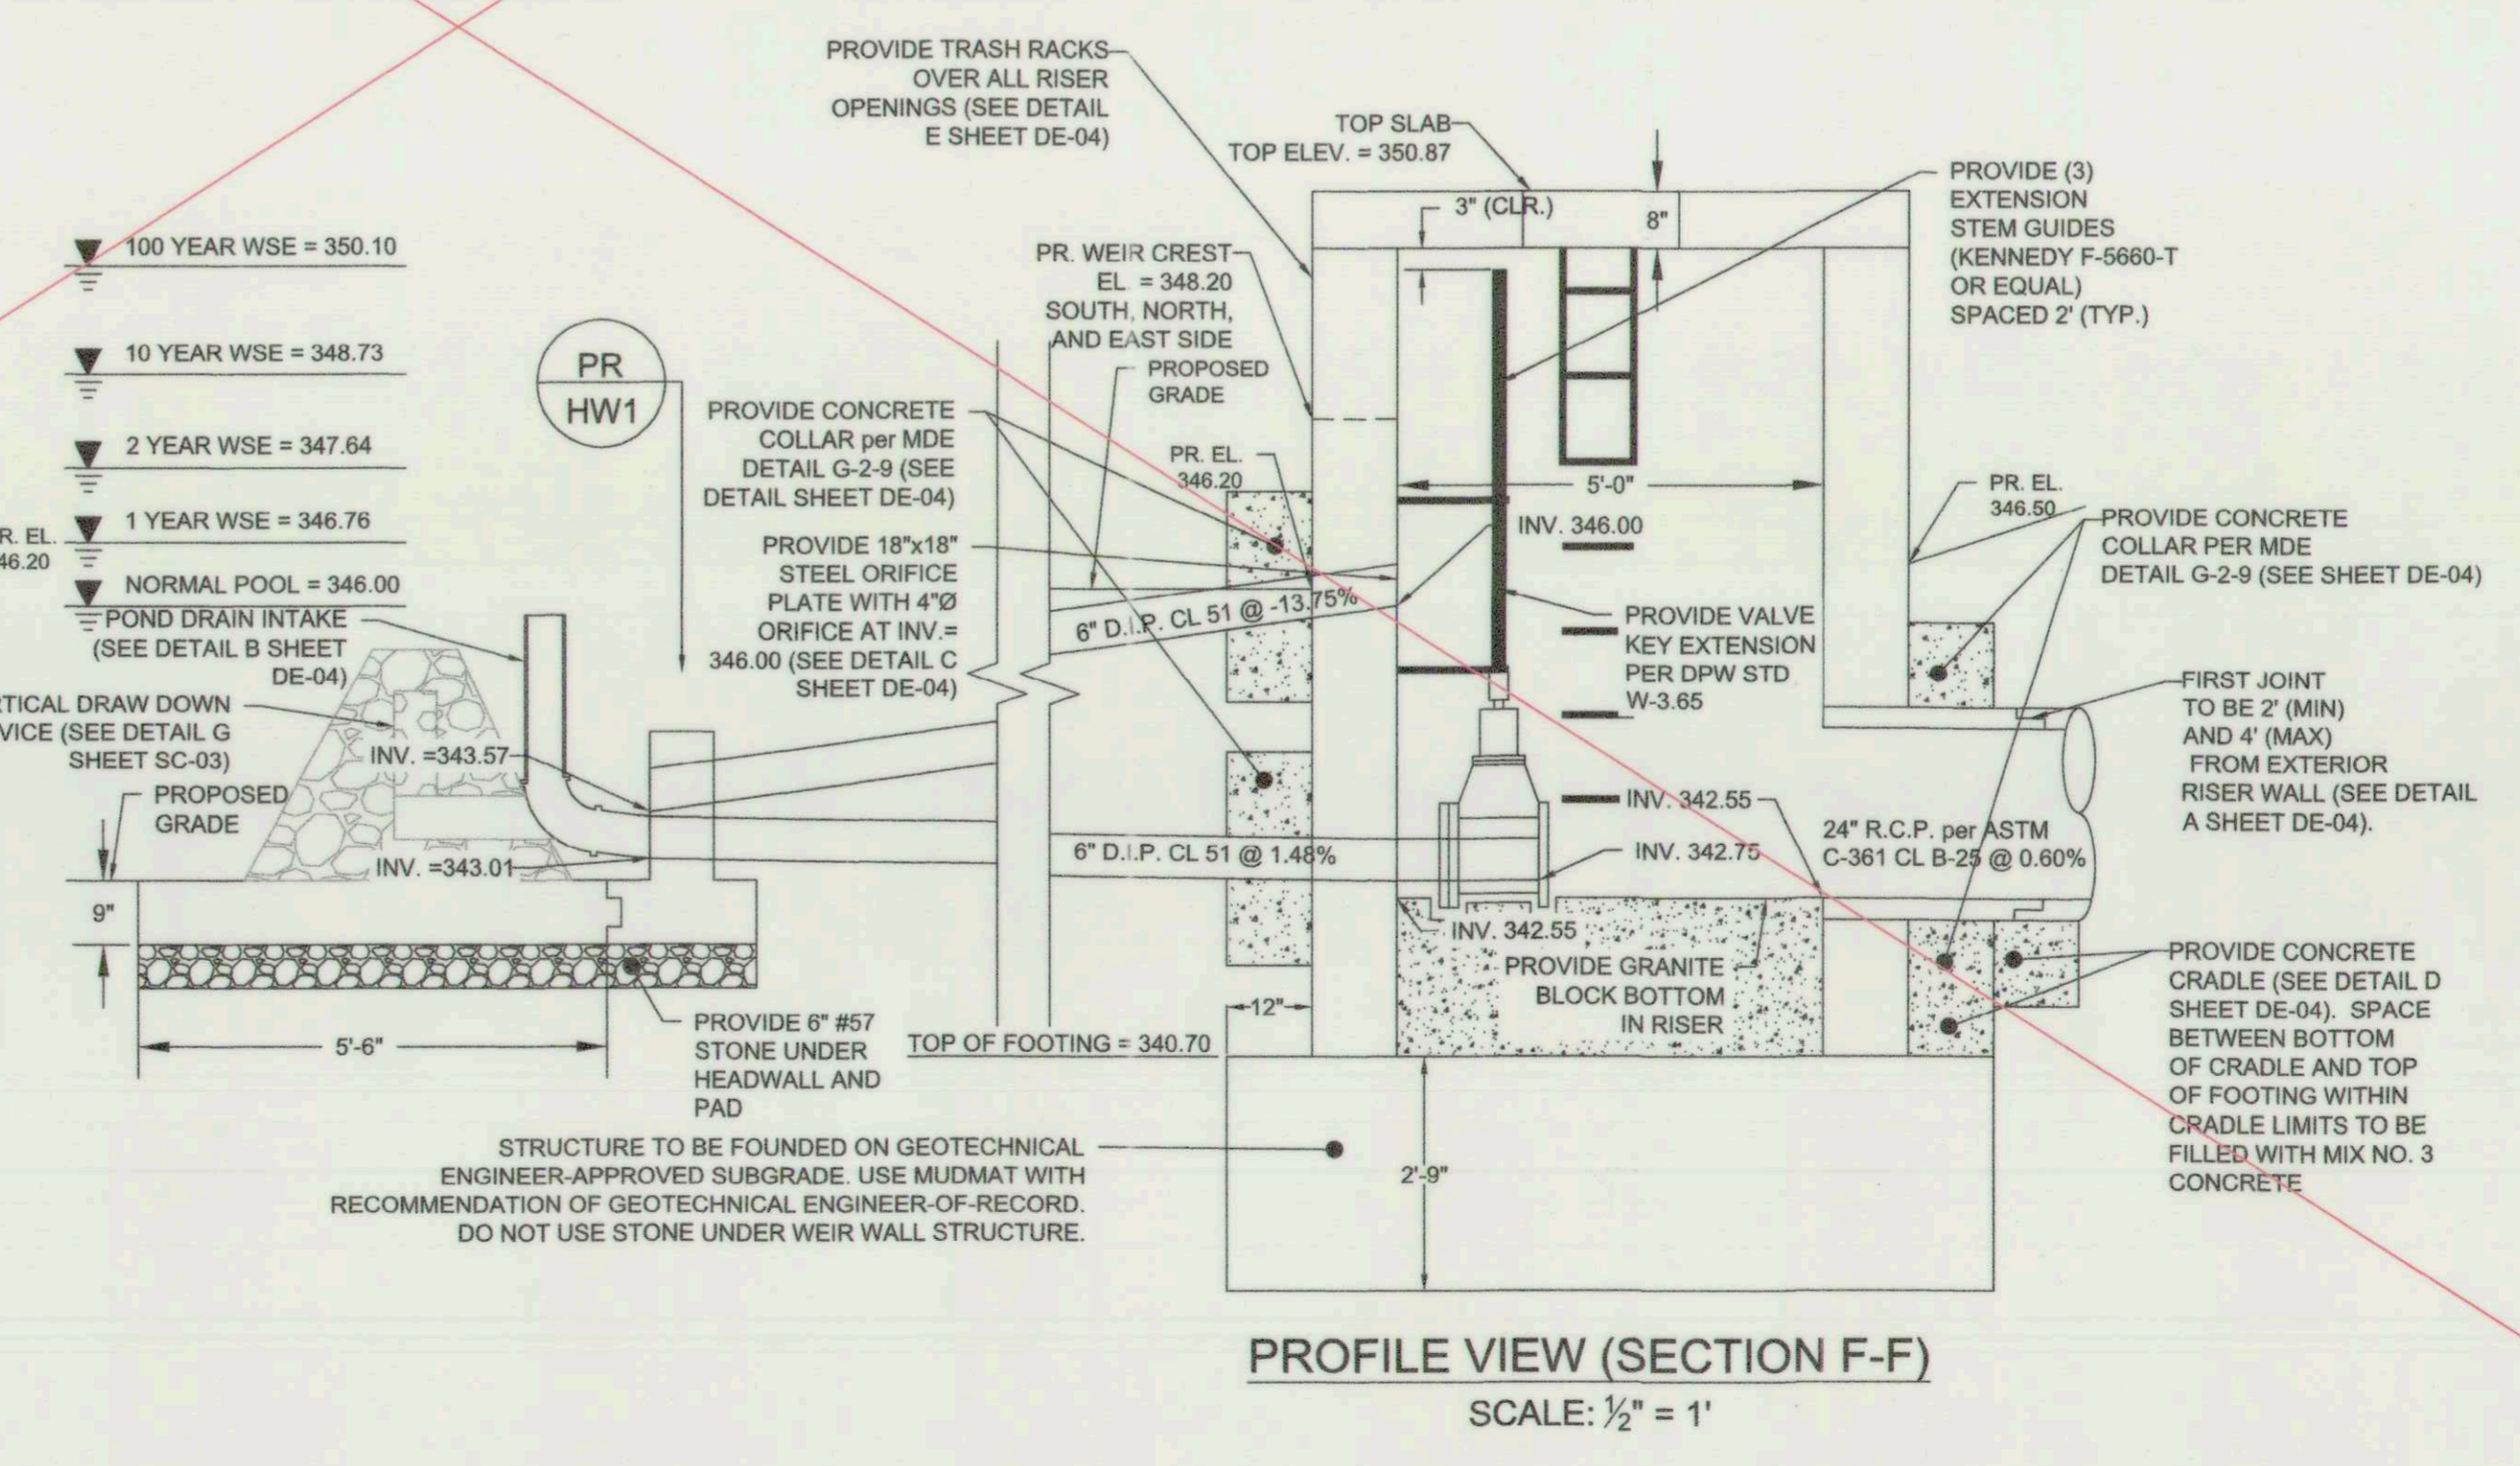 PROVIDE TRASH RACKS
OVER ALL RISER
OPENINGS (SEE DETAIL
E SHEET DE-04)
TOP SLAB
TOP ELEV. = 350.87
PROVIDE (3)
EXTENSION
STEM GUIDES
(KENNEDY F-5660-T
OR EQUAL)
SPACED 2' (TYP.)
3" (CLR.)
8"
100 YEAR WSE = 350.10
10 YEAR WSE = 348.73
2 YEAR WSE = 347.64
1 YEAR WSE = 346.76
NORMAL POOL = 346.00
R. EL.
46.20
PR
HW1
PR. WEIR CREST
EL. = 348.20
SOUTH, NORTH,
AND EAST SIDE
PROPOSED
GRADE
PROVIDE CONCRETE
COLLAR per MDE
DETAIL G-2-9 (SEE
DETAIL SHEET DE-04)
PR. EL.
346.20
5'-0"
INV. 346.00
PR. EL.
346.50
PROVIDE CONCRETE
COLLAR PER MDE
DETAIL G-2-9 (SEE SHEET DE-04)
PROVIDE 18"x18"
STEEL ORIFICE
PLATE WITH 4"Ø
ORIFICE AT INV.=
346.00 (SEE DETAIL C
SHEET DE-04)
6" D.I.P. CL 51 @ -13.75%
POND DRAIN INTAKE
(SEE DETAIL B SHEET
DE-04)
RTICAL DRAW DOWN
VICE (SEE DETAIL G
SHEET SC-03)
INV. =343.57
PROPOSED
GRADE
INV. =343.01
9"
5'-6"
PROVIDE VALVE
KEY EXTENSION
PER DPW STD
W-3.65
FIRST JOINT
TO BE 2' (MIN)
AND 4' (MAX)
FROM EXTERIOR
RISER WALL (SEE DETAIL
A SHEET DE-04).
INV. 342.55
24" R.C.P. per ASTM
C-361 CL B-25 @ 0.60%
6" D.I.P. CL 51 @ 1.48%
INV. 342.75
INV. 342.55
PROVIDE GRANITE
BLOCK BOTTOM
IN RISER
12"
PROVIDE CONCRETE
CRADLE (SEE DETAIL D
SHEET DE-04). SPACE
BETWEEN BOTTOM
OF CRADLE AND TOP
OF FOOTING WITHIN
CRADLE LIMITS TO BE
FILLED WITH MIX NO. 3
CONCRETE
PROVIDE 6" #57
STONE UNDER
HEADWALL AND
PAD
TOP OF FOOTING = 340.70
STRUCTURE TO BE FOUNDED ON GEOTECHNICAL
ENGINEER-APPROVED SUBGRADE. USE MUDMAT WITH
RECOMMENDATION OF GEOTECHNICAL ENGINEER-OF-RECORD.
DO NOT USE STONE UNDER WEIR WALL STRUCTURE.
2'-9"
PROFILE VIEW (SECTION F-F)
SCALE: ½" = 1'